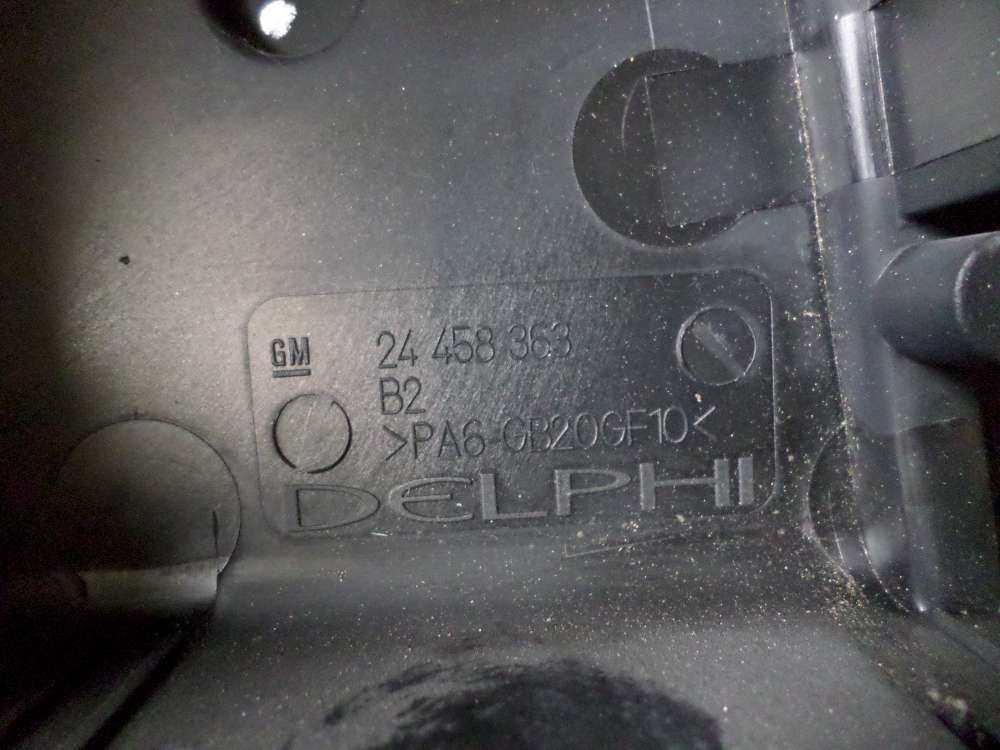 GM 24 458 363
B2
>PA6-GB20GF10<
DELPHI